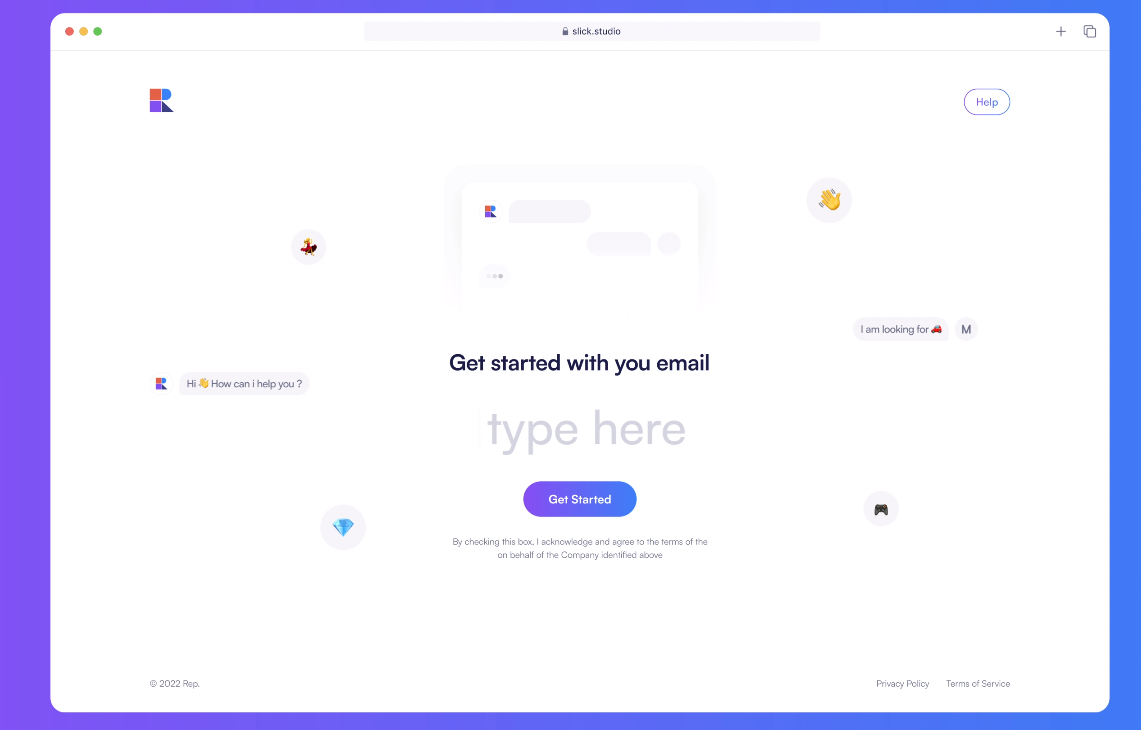 slick.studio
Help
I am looking for 🚗
M
Get started with you email
Hi 👋 How can i help you ?
type here
Get Started
By checking this box, I acknowledge and agree to the terms of the
on behalf of the Company identified above
© 2022 Rep.
Privacy Policy
Terms of Service